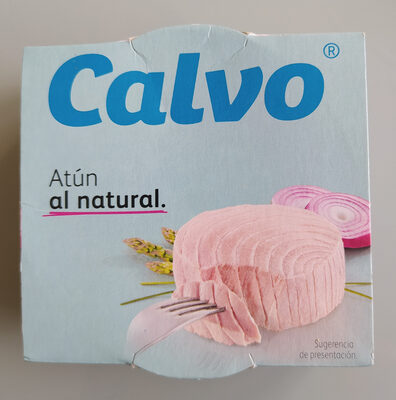 Calvo®
Atún
al natural.
Sugerencia
de presentación.